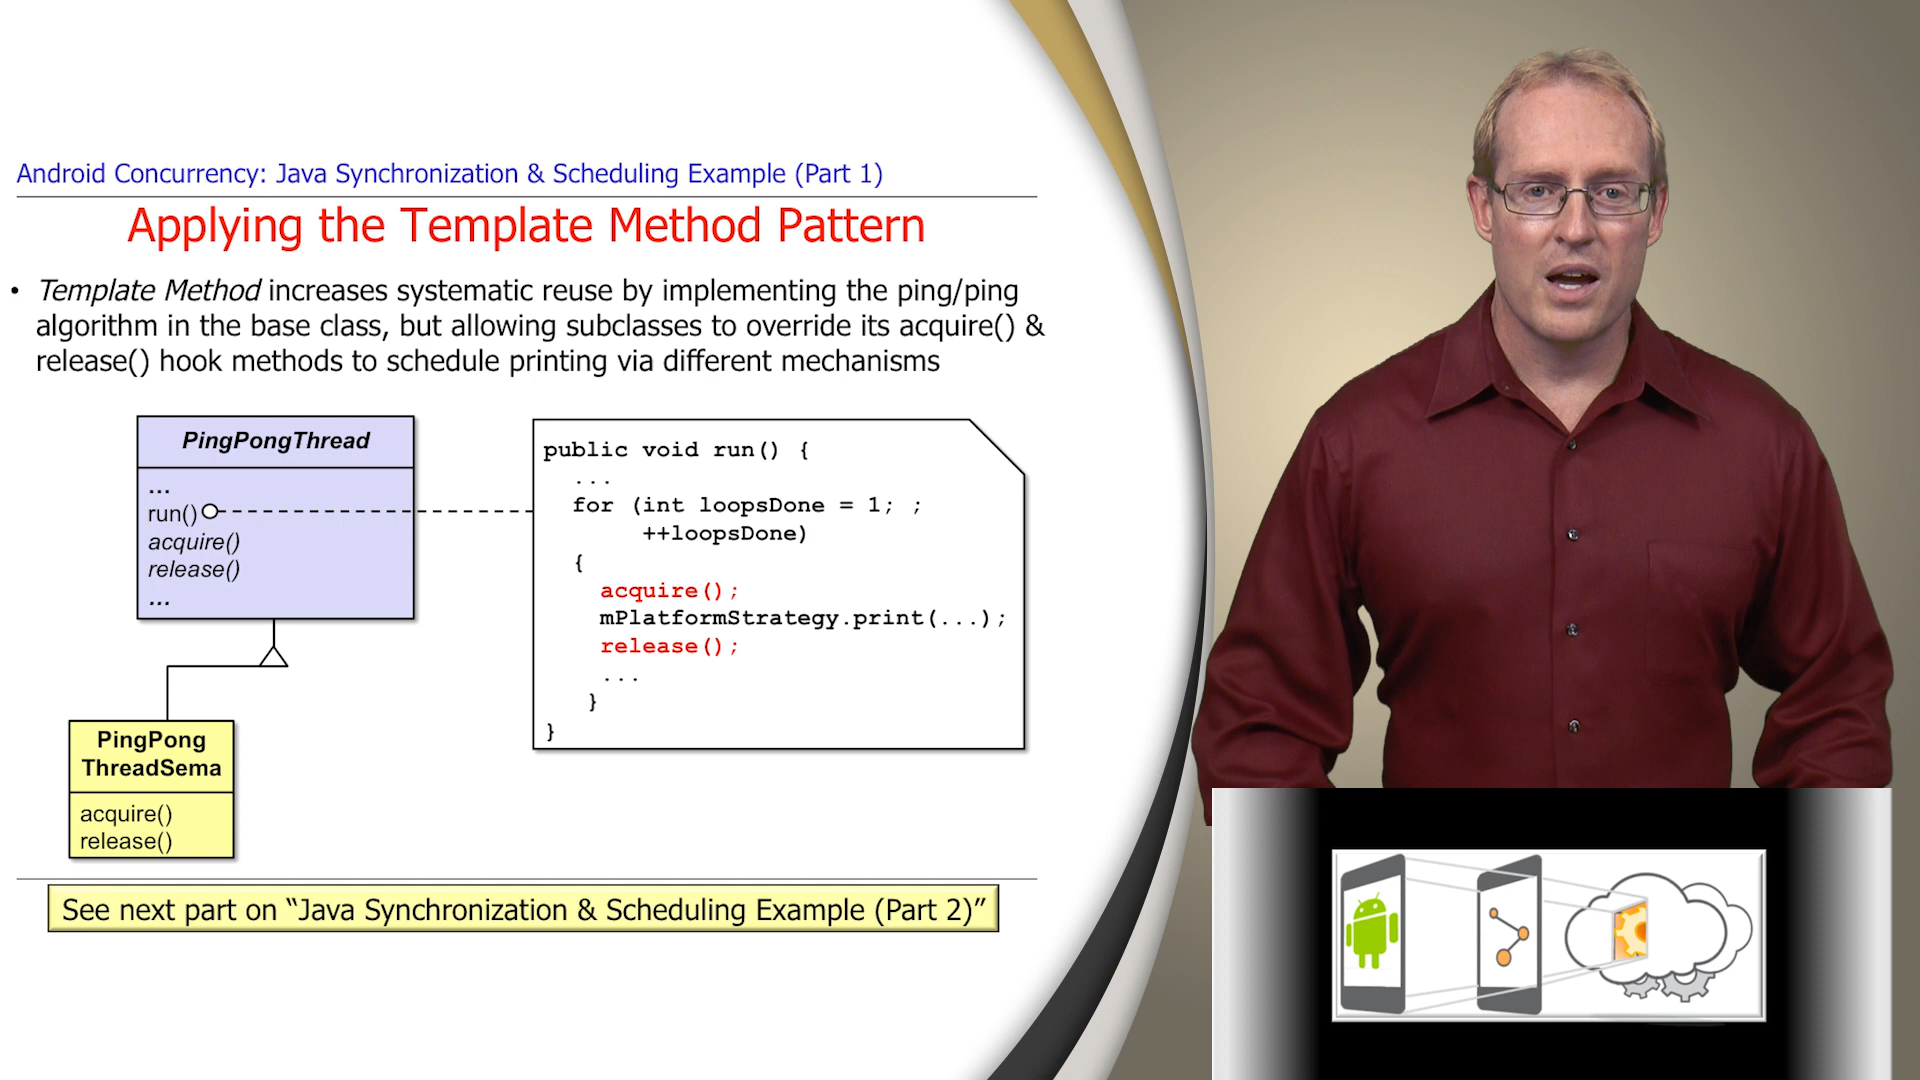 Android Concurrency: Java Synchronization & Scheduling Example (Part 1)
Applying the Template Method Pattern
• Template Method increases systematic reuse by implementing the ping/ping
algorithm in the base class, but allowing subclasses to override its acquire() &
release() hook methods to schedule printing via different mechanisms
PingPongThread
...
run()
acquire()
release()
...
public void run() {
...
for (int loopsDone = 1; ;
++loopsDone)
{
acquire();
mPlatformStrategy.print(...);
release();
...
}
}
PingPong
ThreadSema
acquire()
release()
See next part on “Java Synchronization & Scheduling Example (Part 2)”